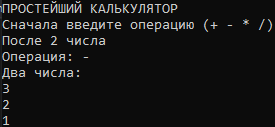 ПРОСТЕЙШИЙ КАЛЬКУЛЯТОР
Сначала введите операцию (+ - * /)
После 2 числа
Операция: -
Два числа:
3
2
1